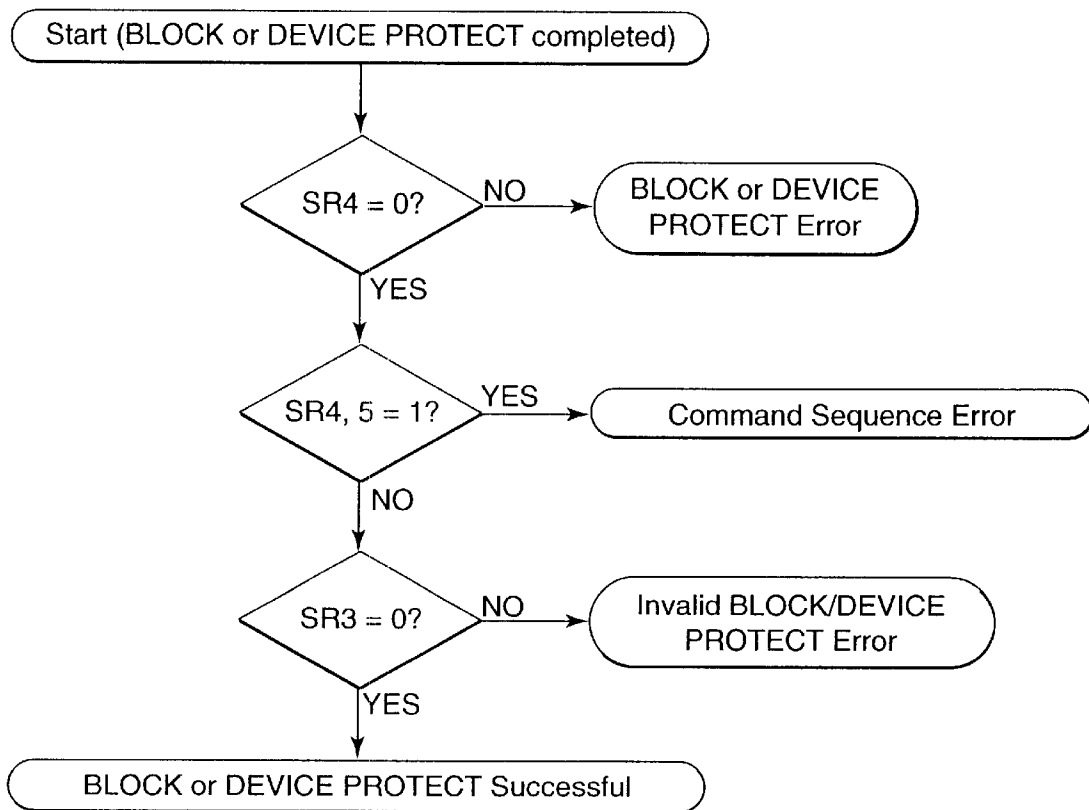 Start (BLOCK or DEVICE PROTECT completed)
SR4 = 0?
NO
BLOCK or DEVICE
PROTECT Error
YES
SR4, 5 = 1?
YES
Command Sequence Error
NO
SR3 = 0?
NO
Invalid BLOCK/DEVICE
PROTECT Error
YES
BLOCK or DEVICE PROTECT Successful